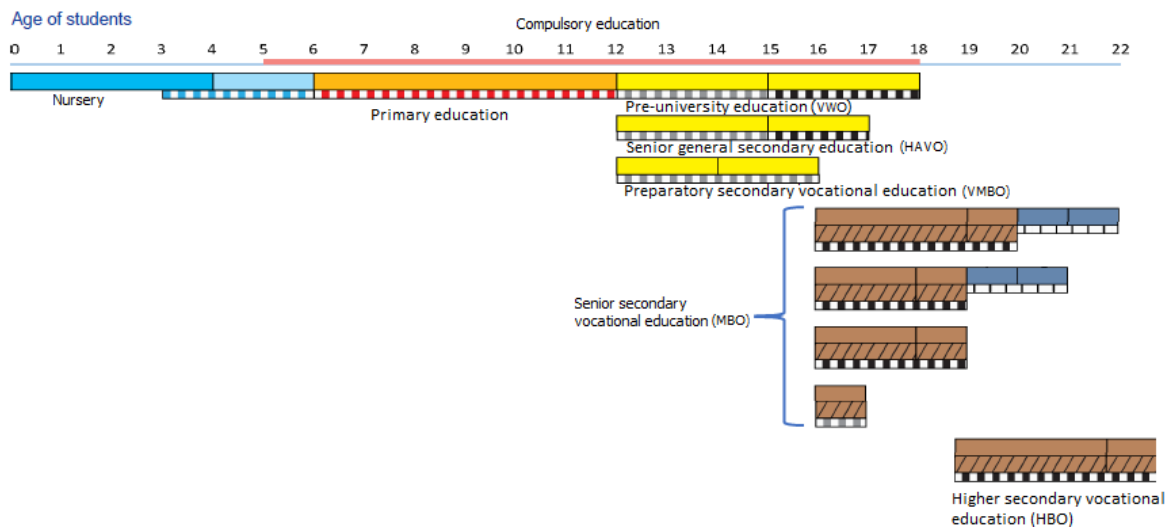 Age of students
Compulsory education
0 1 2 3 4 5 6 7 8 9 10 11 12 13 14 15 16 17 18 19 20 21 22
Nursery
Primary education
Pre-university education (VWO)
Senior general secondary education (HAVO)
Preparatory secondary vocational education (VMBO)
Senior secondary
vocational education (MBO)
Higher secondary vocational
education (HBO)